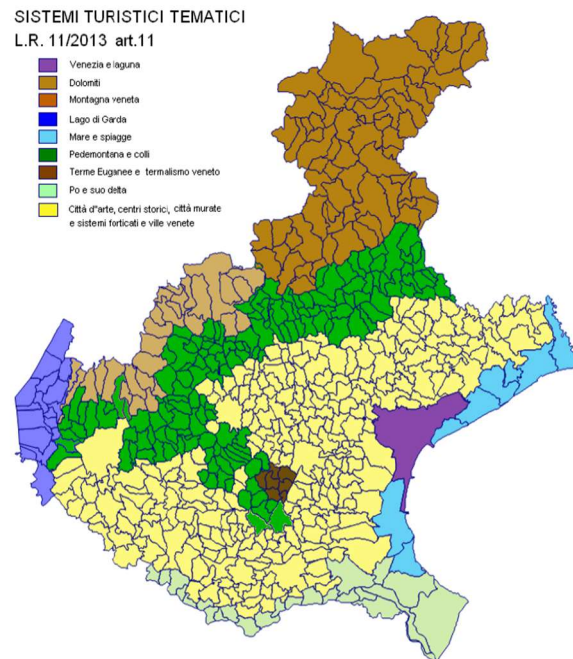 SISTEMI TURISTICI TEMATICI
L.R. 11/2013 art.11
Venezia e laguna
Dolomiti
Montagna veneta
Lago di Garda
Mare e spiagge
Pedemontana e colli
Terme Euganee e termalismo veneto
Po e suo delta
Città d"arte, centri storici, città murate
e sistemi forticati e ville venete